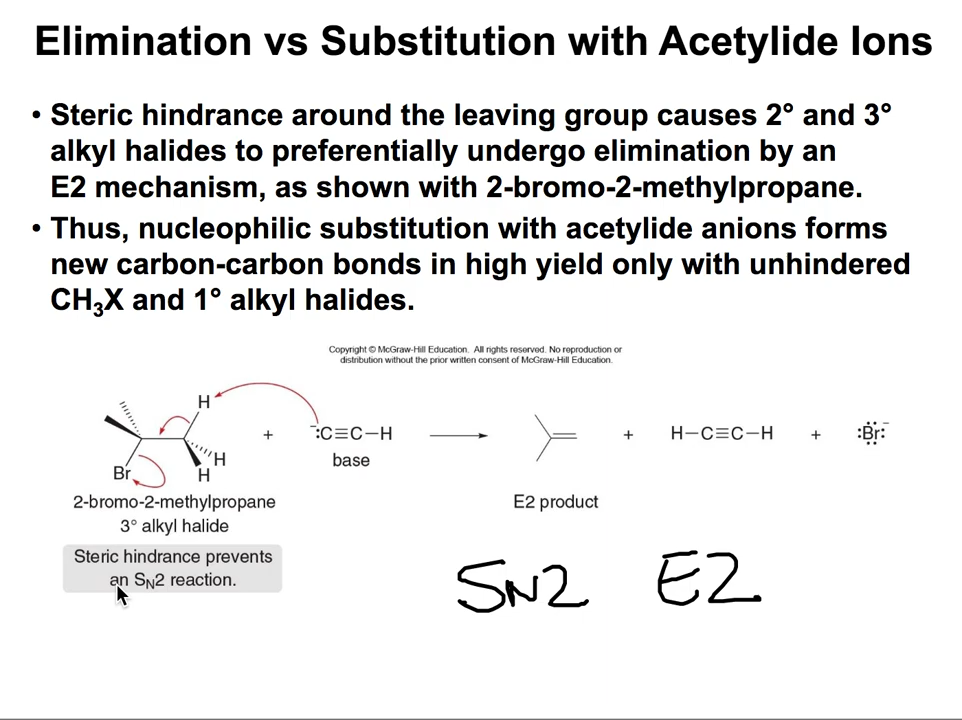 Elimination vs Substitution with Acetylide Ions
• Steric hindrance around the leaving group causes 2° and 3°
alkyl halides to preferentially undergo elimination by an
E2 mechanism, as shown with 2-bromo-2-methylpropane.
• Thus, nucleophilic substitution with acetylide anions forms
new carbon-carbon bonds in high yield only with unhindered
CH₃X and 1° alkyl halides.
Copyright © McGraw-Hill Education. All rights reserved. No reproduction or
distribution without the prior written consent of McGraw-Hill Education.
H
+ ⁻:C≡C–H + H–C≡C–H + :Br:⁻
H
Br H
base
2-bromo-2-methylpropane E2 product
3° alkyl halide
Steric hindrance prevents
an SN2 reaction.
SN2 E2